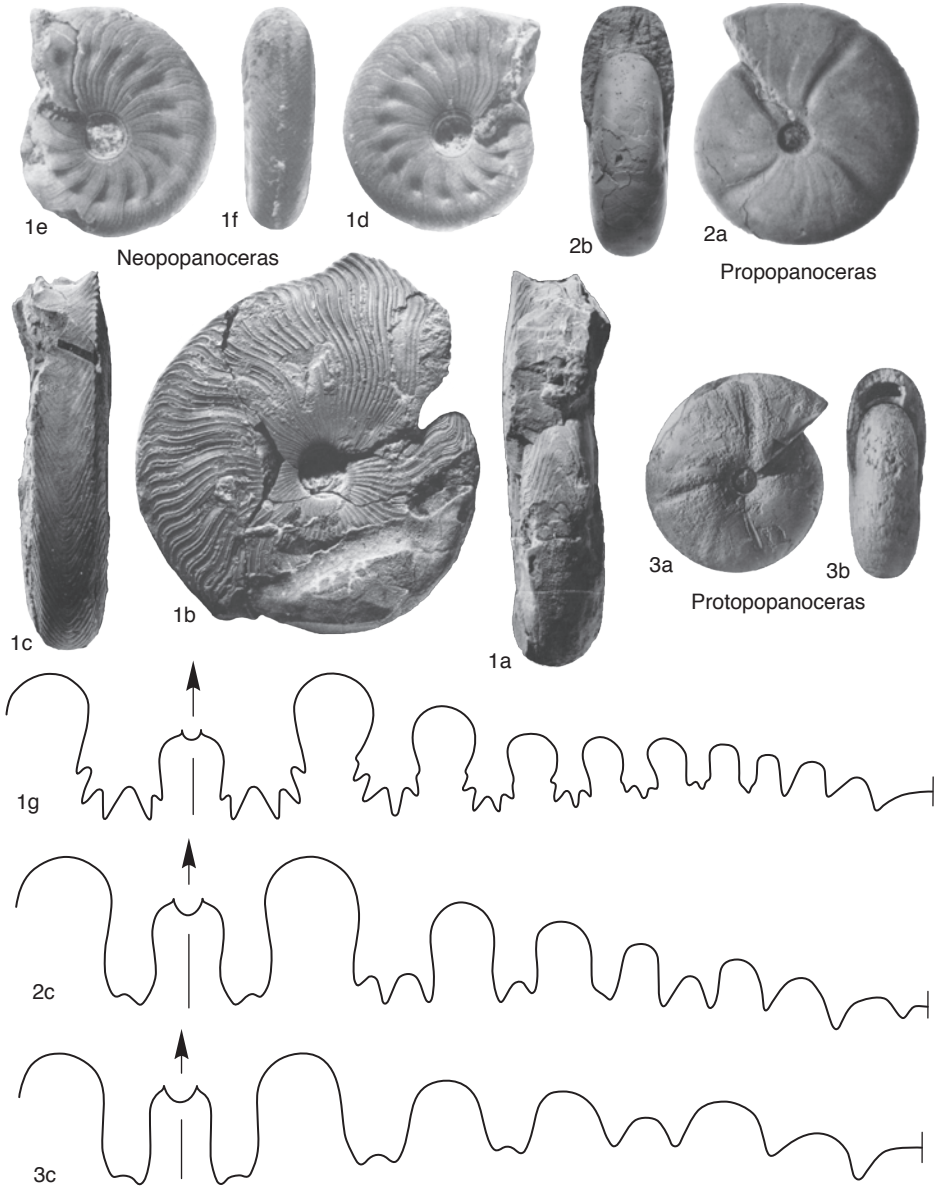 1e
1f
1d
2b
2a
Neopopanoceras
Propopanoceras
1c
1b
1a
3a
3b
Protopopanoceras
1g
2c
3c